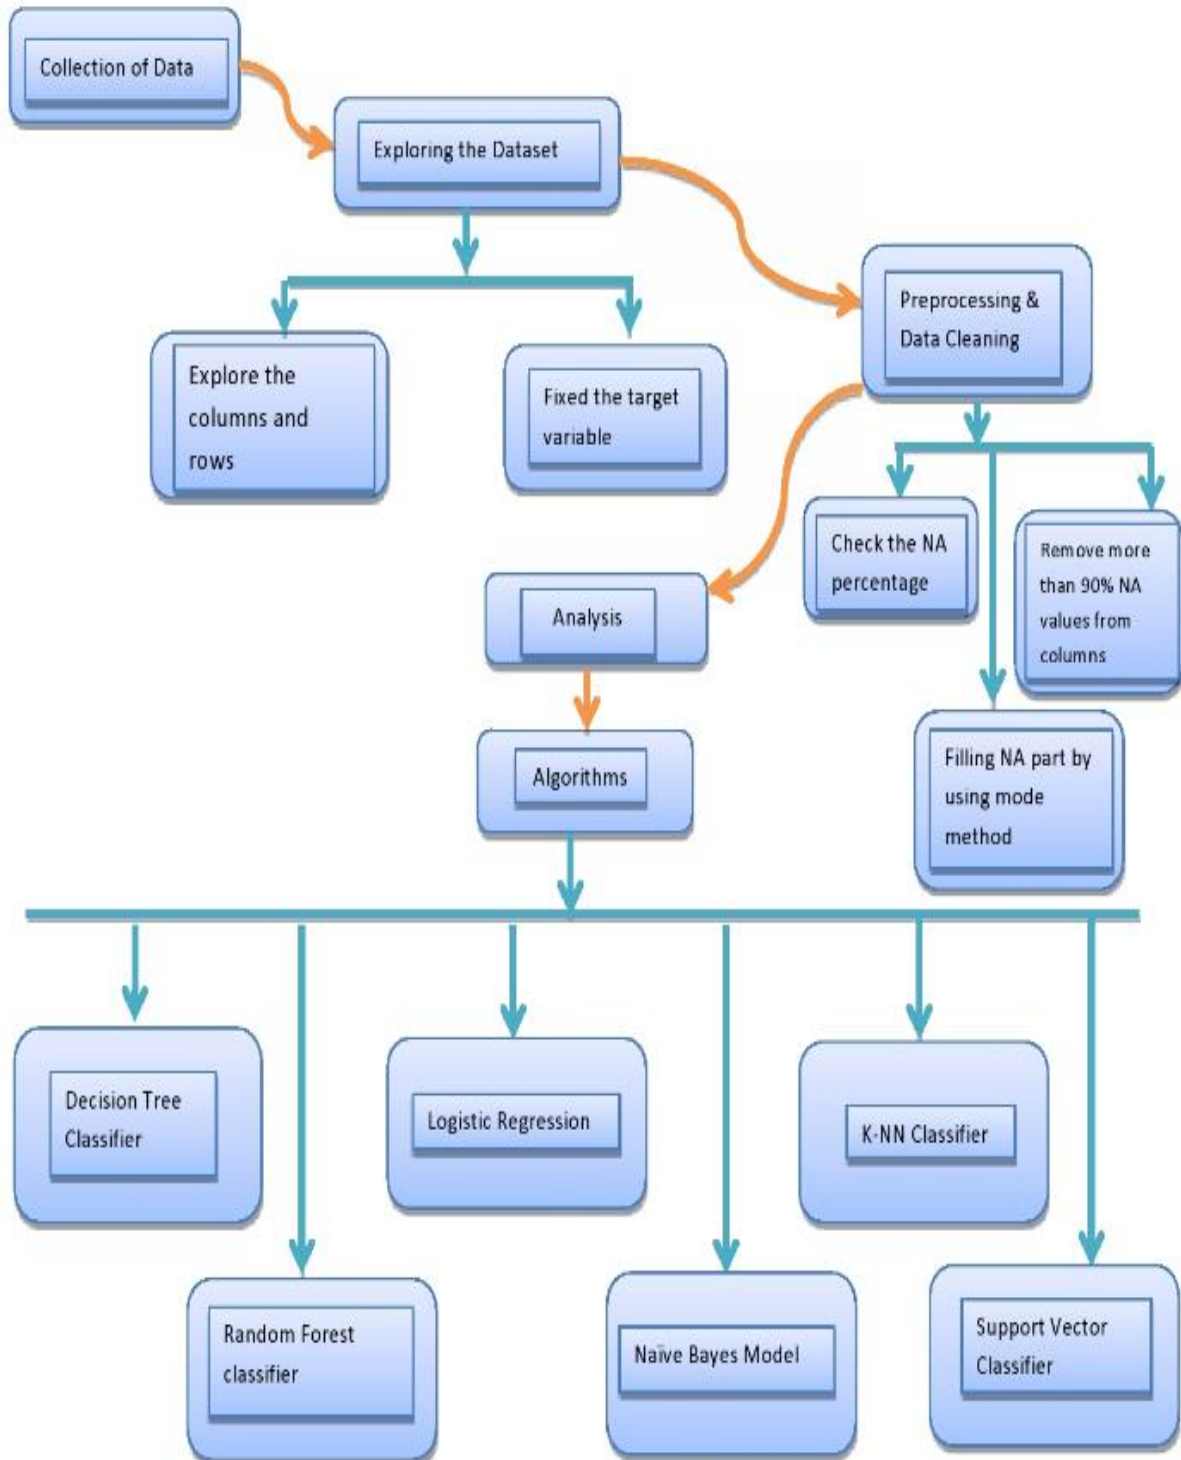 Collection of Data
Exploring the Dataset
Preprocessing &
Data Cleaning
Explore the
columns and
rows
Fixed the target
variable
Check the NA
percentage
Remove more
than 90% NA
values from
columns
Analysis
Algorithms
Filling NA part by
using mode
method
Decision Tree
Classifier
Logistic Regression
K-NN Classifier
Random Forest
classifier
Naïve Bayes Model
Support Vector
Classifier